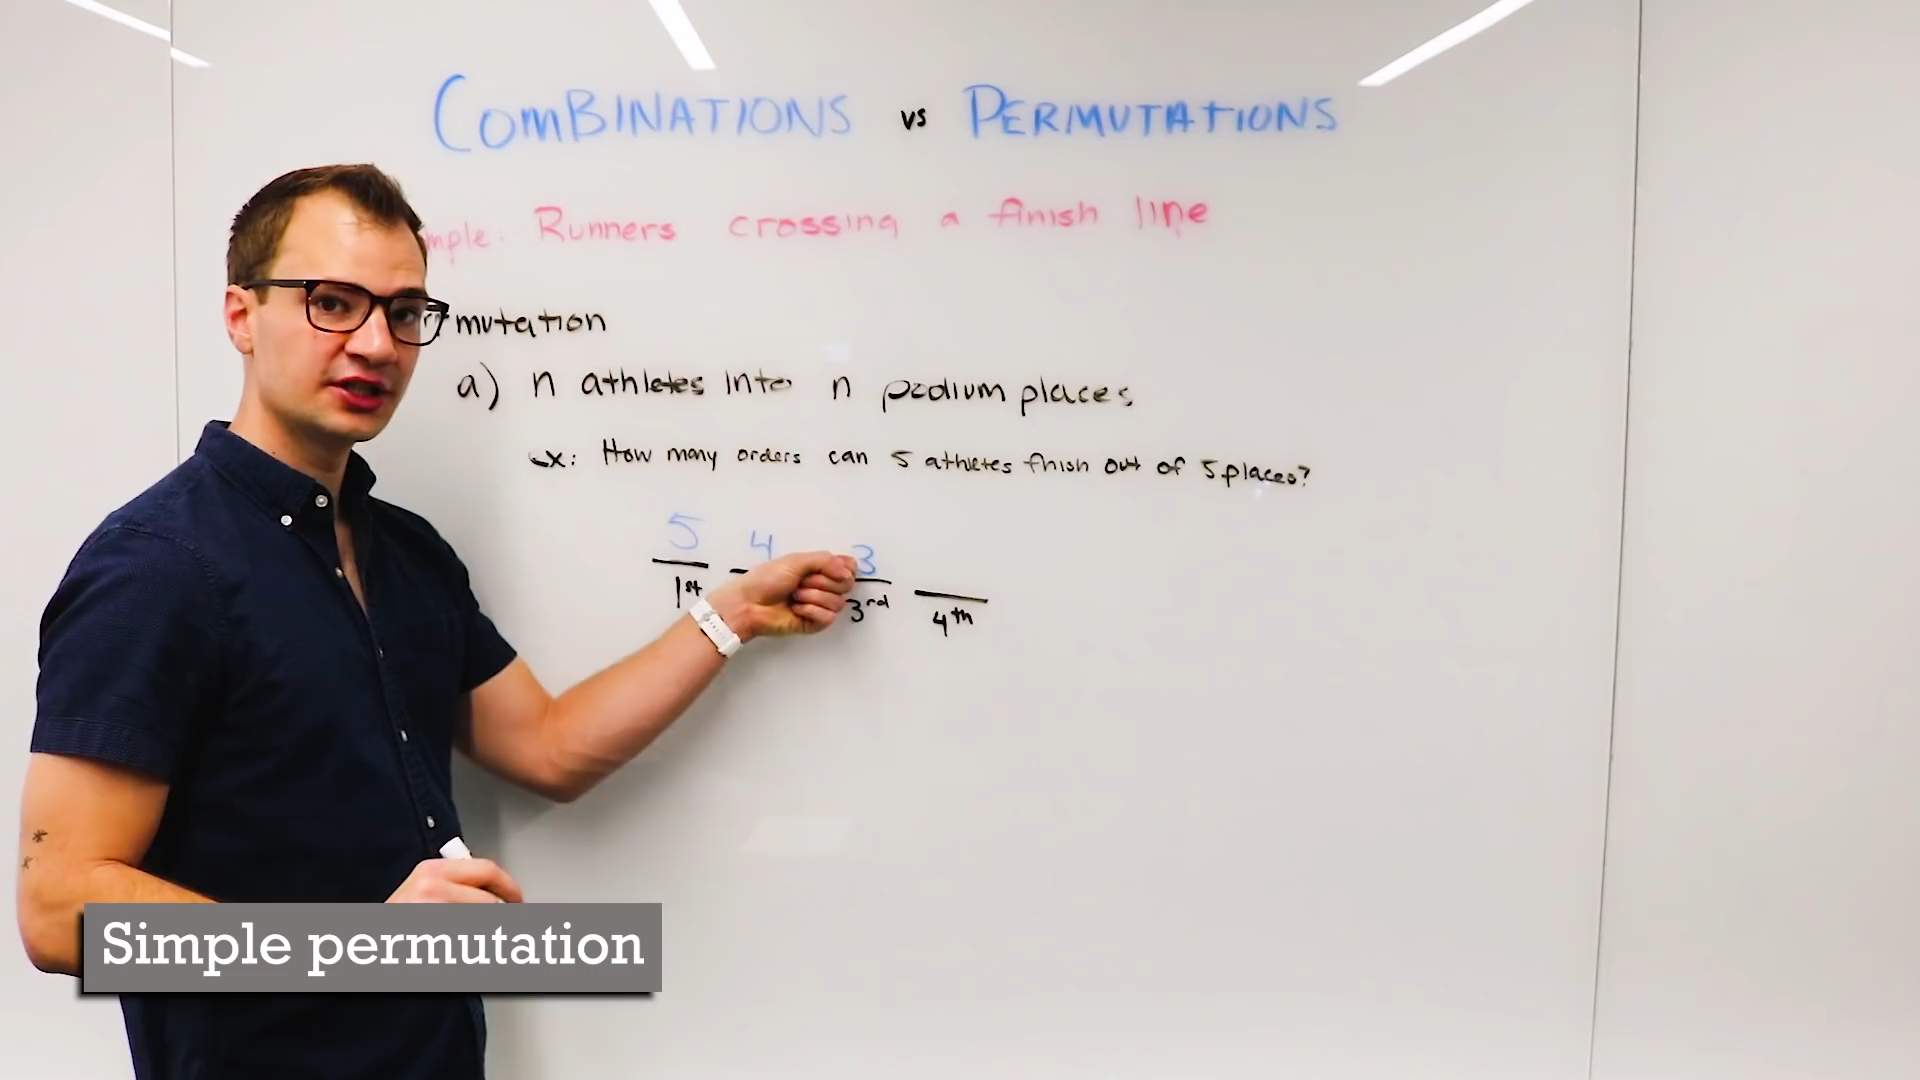 COMBINATIONS vs PERMUTATIONS
mple: Runners crossing a finish line
rmutation
a) n athletes into n podium places
ex: How many orders can 5 athletes finish out of 5 places?
5 4 3
1st 3rd 4th
Simple permutation